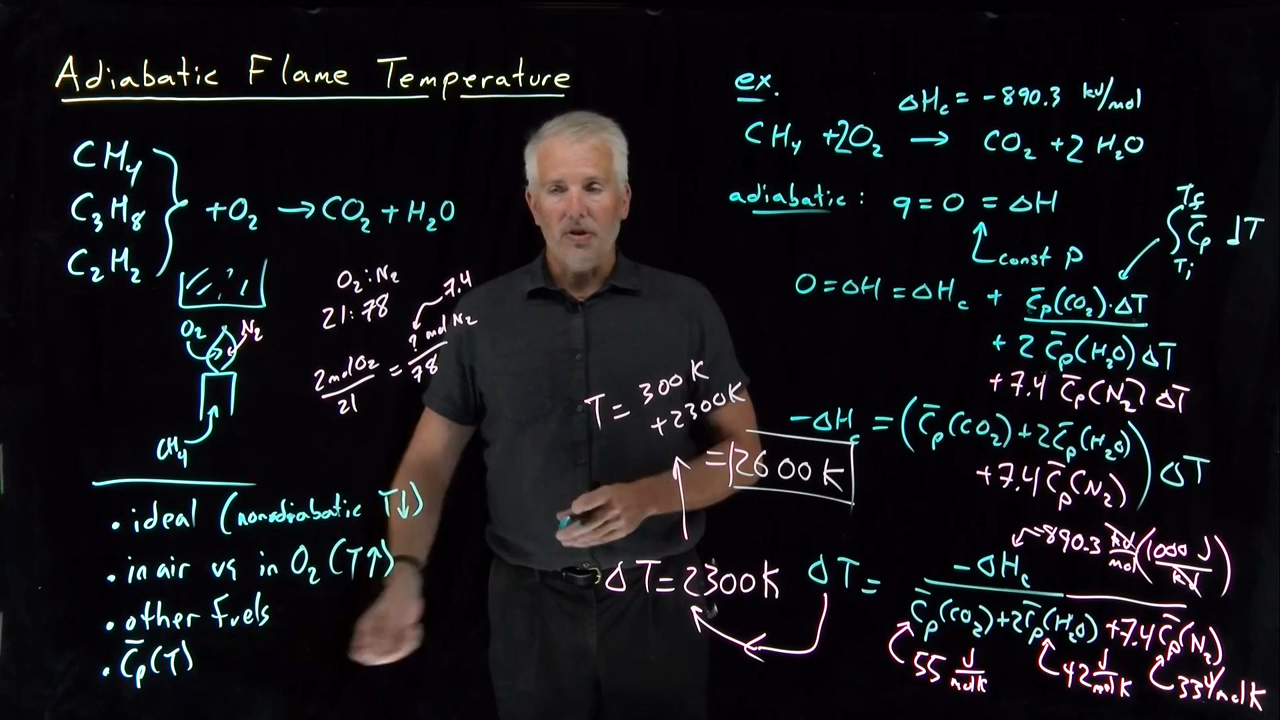 Adiabatic Flame Temperature
CH4
C3H8
C2H2
+O2 → CO2 + H2O
O2
N2
CH4
O2 : N2
21 : 78
2 mol O2 / 21 = ? mol N2 / 78
7.4
• ideal (nonadiabatic T↓)
• in air vs in O2 (T↑)
• other fuels
• C̄p(T)
ex.
ΔHc = -890.3 kJ/mol
CH4 + 2O2 → CO2 + 2 H2O
adiabatic : q = 0 = ΔH
const p
∫ Ti Tf C̄p dT
0 = ΔH = ΔHc + C̄p(CO2)·ΔT
+ 2 C̄p(H2O) ΔT
+ 7.4 C̄p(N2) ΔT
-ΔHc = (C̄p(CO2) + 2C̄p(H2O)
+ 7.4 C̄p(N2)) ΔT
T = 300 K
+ 2300 K
= 2600 K
-890.3 kJ/mol (1000 J/kJ)
ΔT = 2300 K
ΔT = -ΔHc / C̄p(CO2) + 2C̄p(H2O) + 7.4 C̄p(N2)
55 J/mol K
42 J/mol K
33 J/mol K